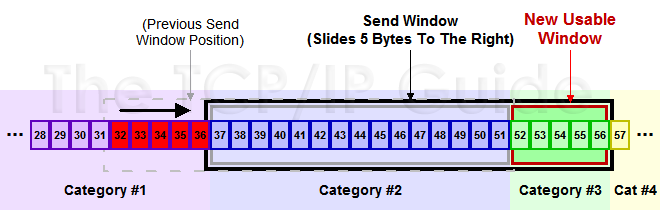 (Previous Send
Window Position)
Send Window
(Slides 5 Bytes To The Right)
New Usable
Window
The TCP/IP Guide
... 28 29 30 31 32 33 34 35 36 37 38 39 40 41 42 43 44 45 46 47 48 49 50 51 52 53 54 55 56 57 ...
Category #1
Category #2
Category #3
Cat #4